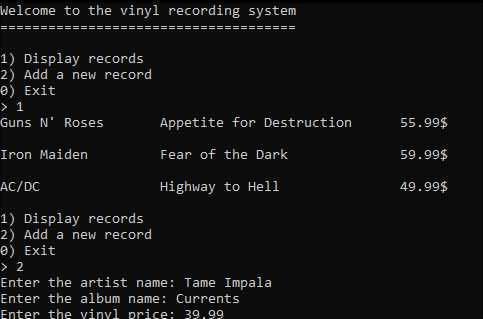 Welcome to the vinyl recording system
=====================================
1) Display records
2) Add a new record
0) Exit
> 1
Guns N' Roses       Appetite for Destruction      55.99$
Iron Maiden         Fear of the Dark              59.99$
AC/DC               Highway to Hell               49.99$
1) Display records
2) Add a new record
0) Exit
> 2
Enter the artist name: Tame Impala
Enter the album name: Currents
Enter the vinyl price: 39.99